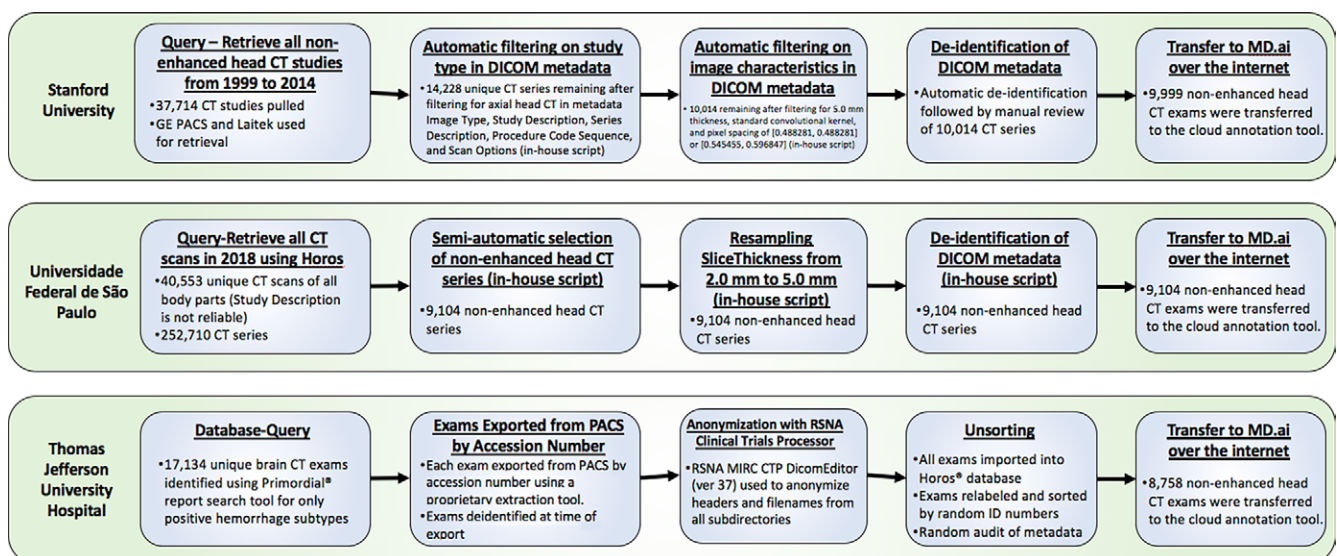 Stanford
University
Query – Retrieve all non-
enhanced head CT studies
from 1999 to 2014
•37,714 CT studies pulled
•GE PACS and Laitek used
for retrieval
Automatic filtering on study
type in DICOM metadata
•14,228 unique CT series remaining after
filtering for axial head CT in metadata
Image Type, Study Description, Series
Description, Procedure Code Sequence,
and Scan Options (in-house script)
Automatic filtering on
image characteristics in
DICOM metadata
•10,014 remaining after filtering for 5.0 mm
thickness, standard convolutional kernel,
and pixel spacing of [0.488281, 0.488281]
or [0.545455, 0.596847] (in-house script)
De-identification of
DICOM metadata
•Automatic de-identification
followed by manual review
of 10,014 CT series
Transfer to MD.ai
over the internet
•9,999 non-enhanced head
CT exams were transferred
to the cloud annotation tool.
Universidade
Federal de São
Paulo
Query-Retrieve all CT
scans in 2018 using Horos
•40,553 unique CT scans of all
body parts (Study Description
is not reliable)
•252,710 CT series
Semi-automatic selection
of non-enhanced head CT
series (in-house script)
•9,104 non-enhanced head CT
series
Resampling
SliceThickness from
2.0 mm to 5.0 mm
(in-house script)
•9,104 non-enhanced head
CT series
De-identification of
DICOM metadata
(in-house script)
•9,104 non-enhanced head
CT series
Transfer to MD.ai
over the internet
•9,104 non-enhanced head
CT exams were transferred
to the cloud annotation tool.
Thomas
Jefferson
University
Hospital
Database-Query
•17,134 unique brain CT exams
identified using Primordial®
report search tool for only
positive hemorrhage subtypes
Exams Exported from PACS
by Accession Number
•Each exam exported from PACS by
accession number using a
proprietary extraction tool.
•Exams deidentified at time of
export
Anonymization with RSNA
Clinical Trials Processor
•RSNA MIRC CTP DicomEditor
(ver 37) used to anonymize
headers and filenames from
all subdirectories
Unsorting
•All exams imported into
Horos® database
•Exams relabeled and sorted
by random ID numbers
•Random audit of metadata
Transfer to MD.ai
over the internet
•8,758 non-enhanced head
CT exams were transferred
to the cloud annotation tool.